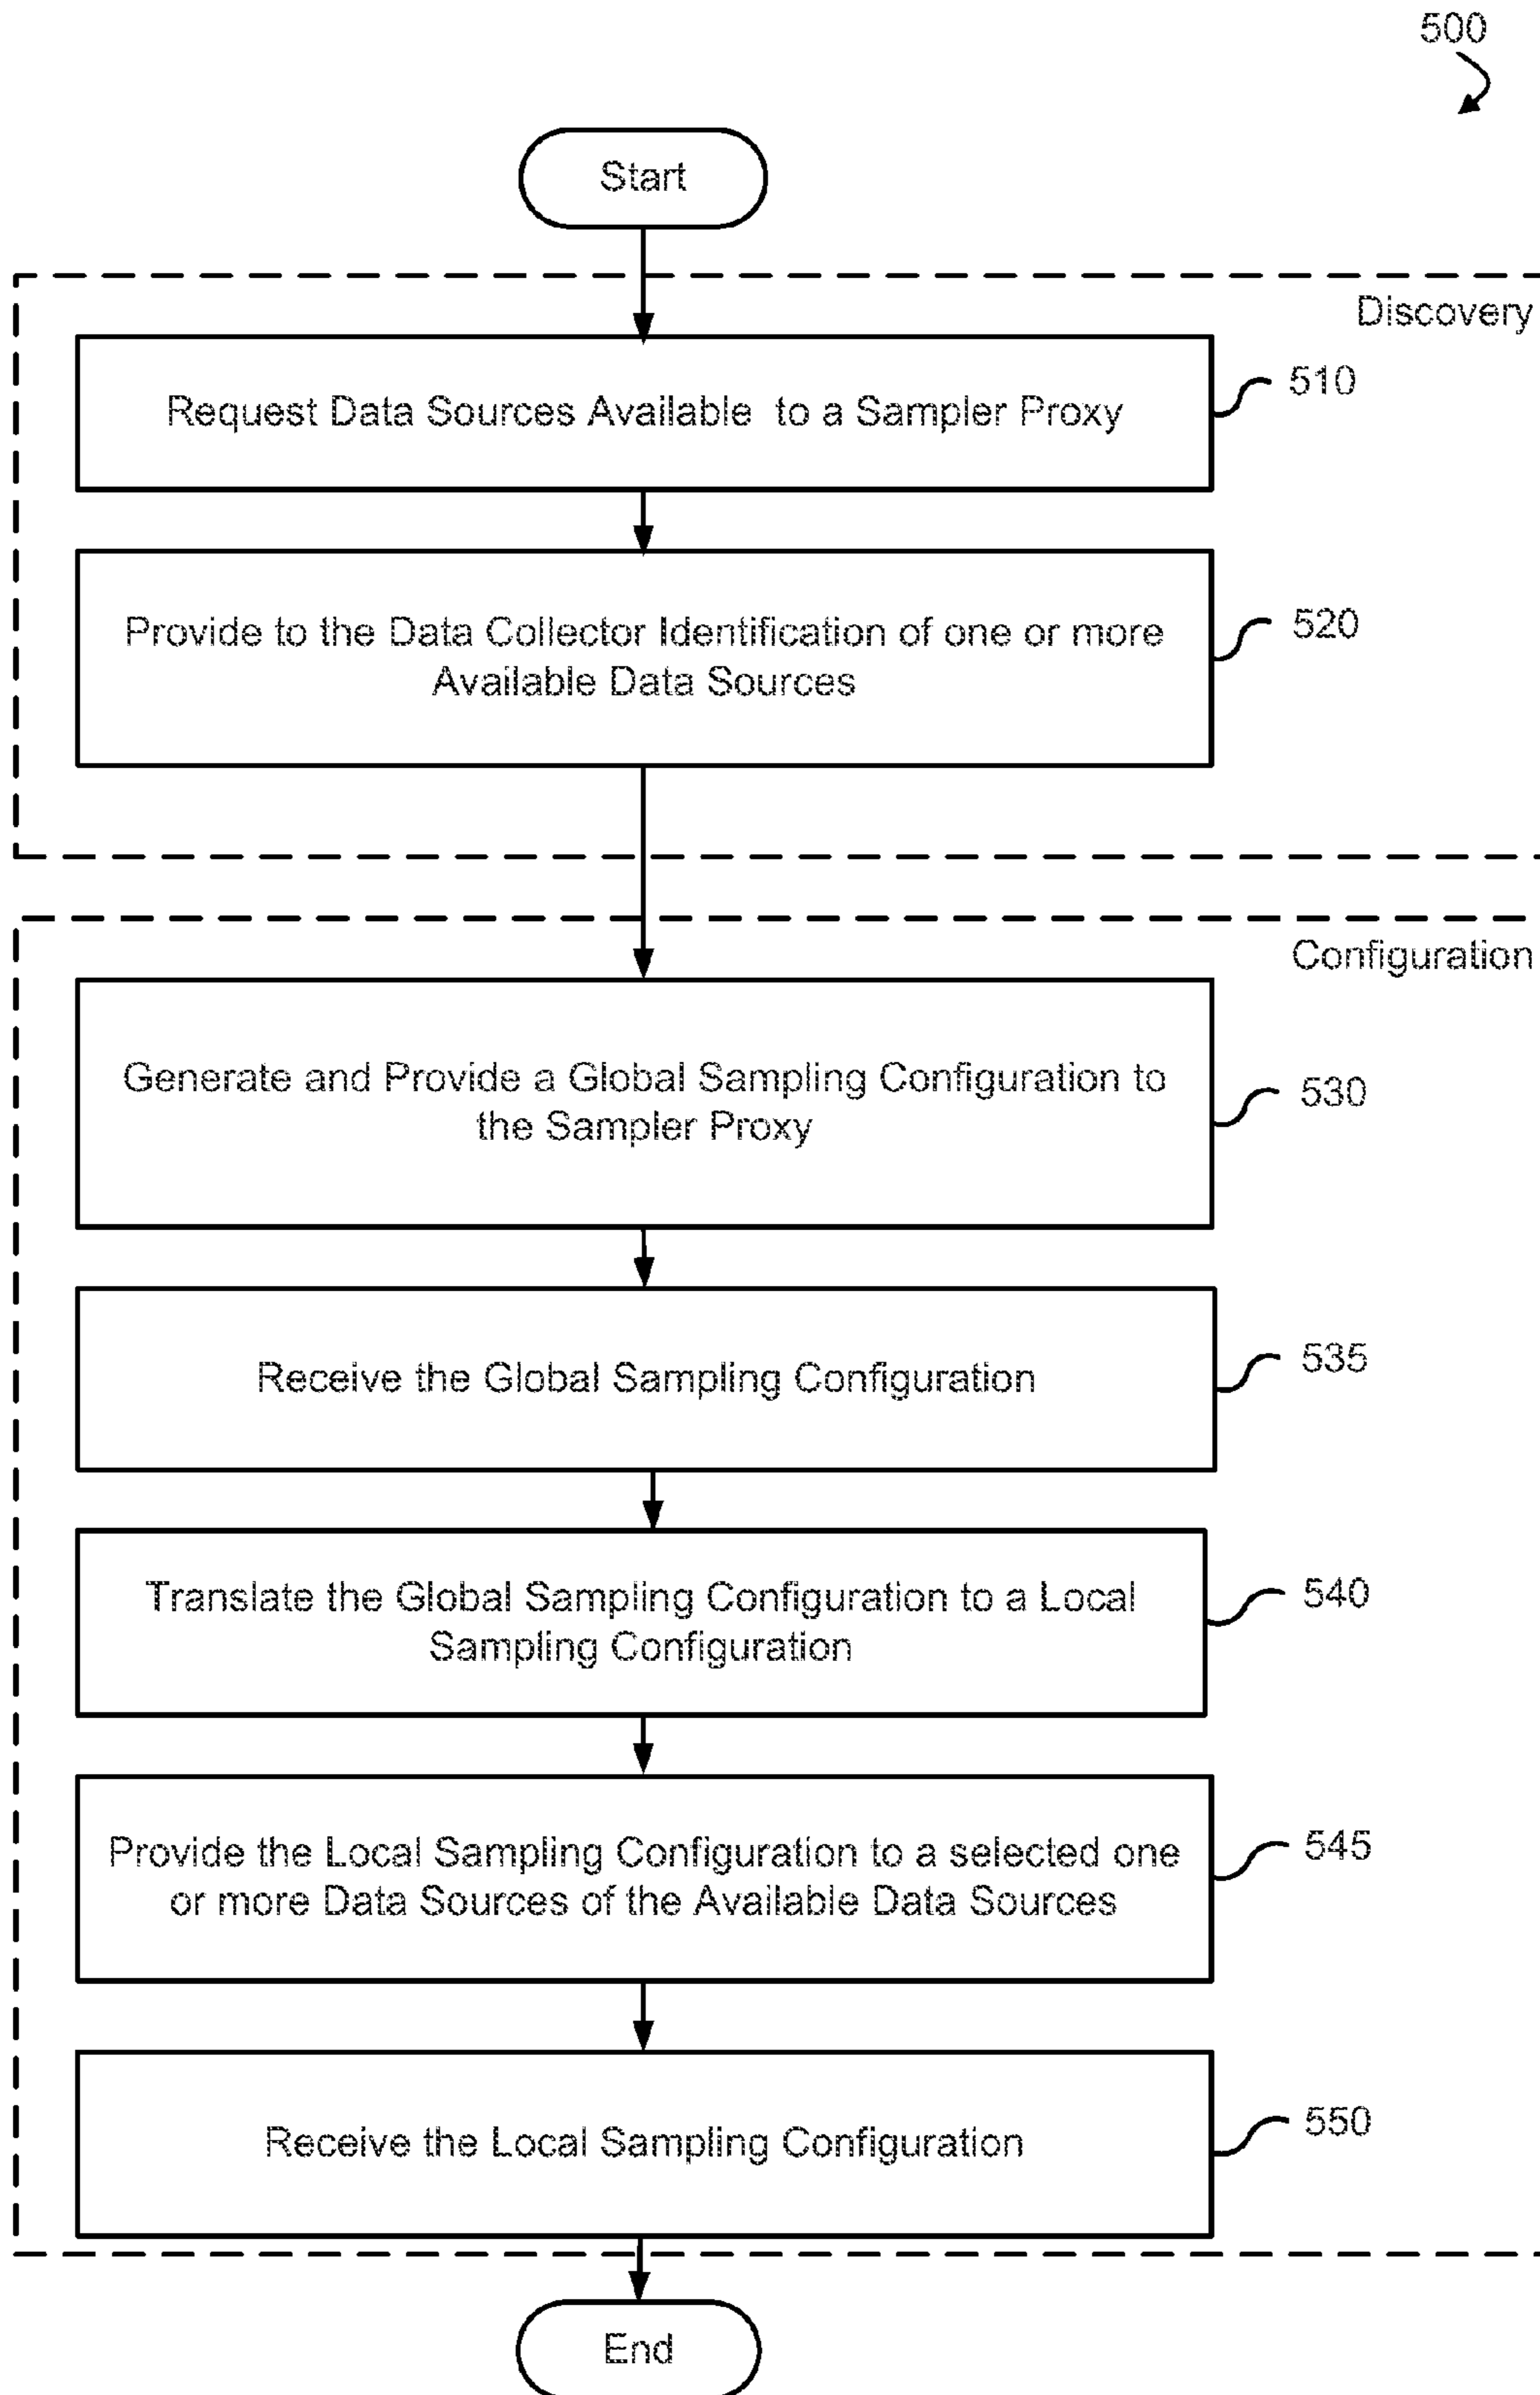 500
Start
Discovery
Request Data Sources Available to a Sampler Proxy
510
Provide to the Data Collector Identification of one or more
Available Data Sources
520
Configuration
Generate and Provide a Global Sampling Configuration to
the Sampler Proxy
530
Receive the Global Sampling Configuration
535
Translate the Global Sampling Configuration to a Local
Sampling Configuration
540
Provide the Local Sampling Configuration to a selected one
or more Data Sources of the Available Data Sources
545
Receive the Local Sampling Configuration
550
End